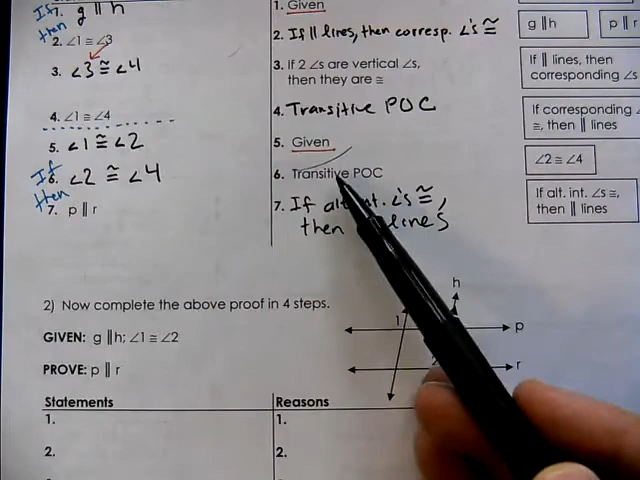 If 1. g ∥ h
1. Given
then
2. ∠1 ≅ ∠3
2. If ∥ lines, then corresp. ∠'s ≅
3. ∠3 ≅ ∠4
3. If 2 ∠s are vertical ∠s,
then they are ≅
4. ∠1 ≅ ∠4
4. Transitive POC
5. ∠1 ≅ ∠2
5. Given
If
6. ∠2 ≅ ∠4
6. Transitive POC
then
7. p ∥ r
7. If alt. int. ∠'s ≅,
then lines
g ∥ h
p ∥ r
If ∥ lines, then
corresponding ∠s
If corresponding
≅, then ∥ lines
∠2 ≅ ∠4
If alt. int. ∠s ≅,
then ∥ lines
2) Now complete the above proof in 4 steps.
GIVEN: g ∥ h; ∠1 ≅ ∠2
PROVE: p ∥ r
h
1
p
r
Statements Reasons
1. 1.
2. 2.